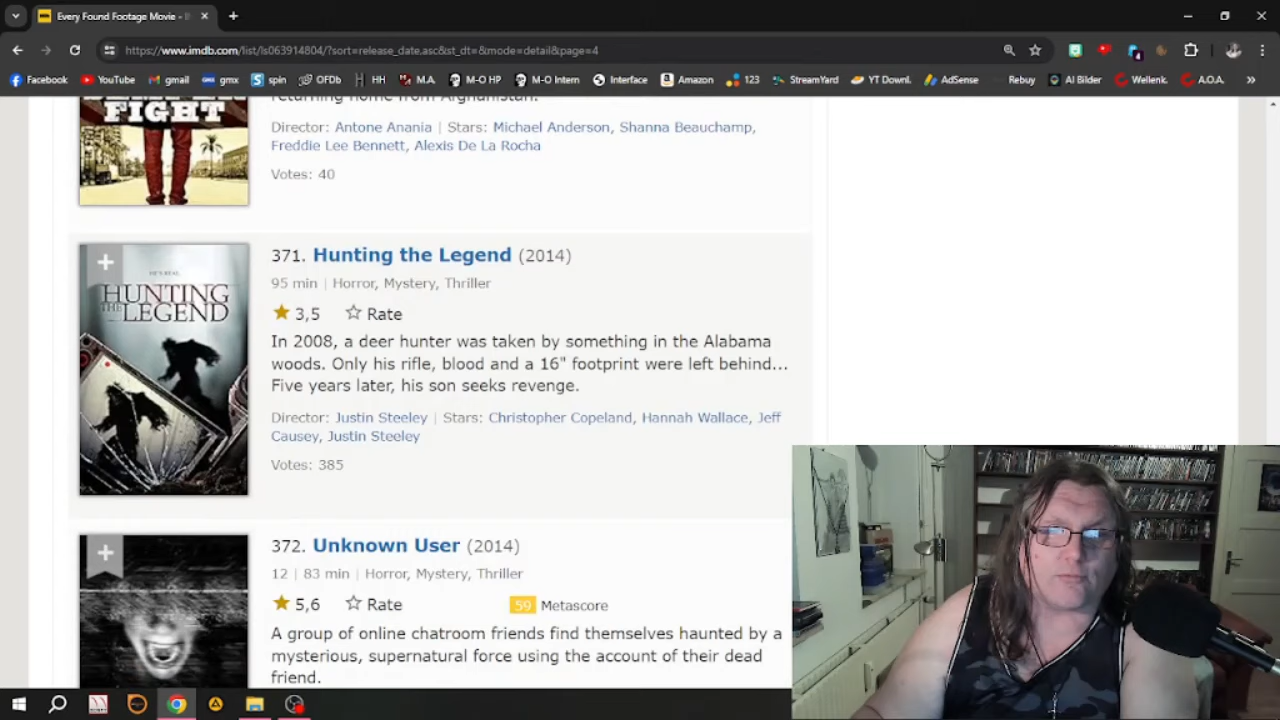 Every Found Footage Movie - I
https://www.imdb.com/list/ls063914804/?sort=release_date,asc&st_dt=&mode=detail&page=4
Facebook YouTube gmail gmx spin OFDb HH M.A M-O HP M-O Intern Interface Amazon 123 StreamYard YT Downl. AdSense Rebuy AI Bilder Wellenk. A.O.A.
returning home from Afghanistan.
FIGHT
Director: Antone Anania | Stars: Michael Anderson, Shanna Beauchamp,
Freddie Lee Bennett, Alexis De La Rocha
Votes: 40
371. Hunting the Legend (2014)
95 min | Horror, Mystery, Thriller
3,5 Rate
In 2008, a deer hunter was taken by something in the Alabama
woods. Only his rifle, blood and a 16" footprint were left behind...
Five years later, his son seeks revenge.
Director: Justin Steeley | Stars: Christopher Copeland, Hannah Wallace, Jeff
Causey, Justin Steeley
Votes: 385
HE'S REAL.
HUNTING
THE LEGEND
372. Unknown User (2014)
12 | 83 min | Horror, Mystery, Thriller
5,6 Rate 59 Metascore
A group of online chatroom friends find themselves haunted by a
mysterious, supernatural force using the account of their dead
friend.